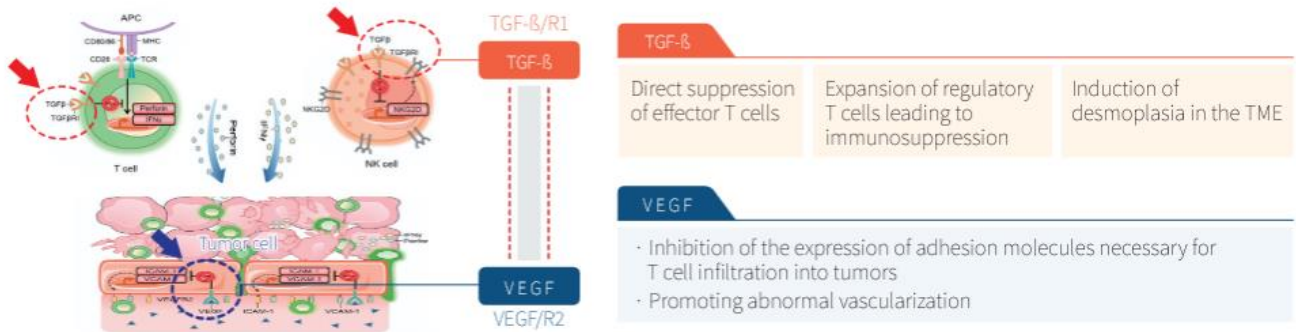 APC
CD80/86
MHC
CD28
TCR
TGFβ
TGFβRI
Perforin
IFNγ
T cell
Perforin
IFNγ
TGFβ
TGFβRI
NKG2D
NKG2D
NK cell
TGF-ß/R1
TGF-ß
Tumor cell
ICAM-1
VCAM-1
ICAM-1
VCAM-1
VEGFR2
VEGF
ICAM-1
VCAM-1
VEGF
VEGF/R2
TGF-ß
Direct suppression
of effector T cells
Expansion of regulatory
T cells leading to
immunosuppression
Induction of
desmoplasia in the TME
VEGF
· Inhibition of the expression of adhesion molecules necessary for
T cell infiltration into tumors
· Promoting abnormal vascularization